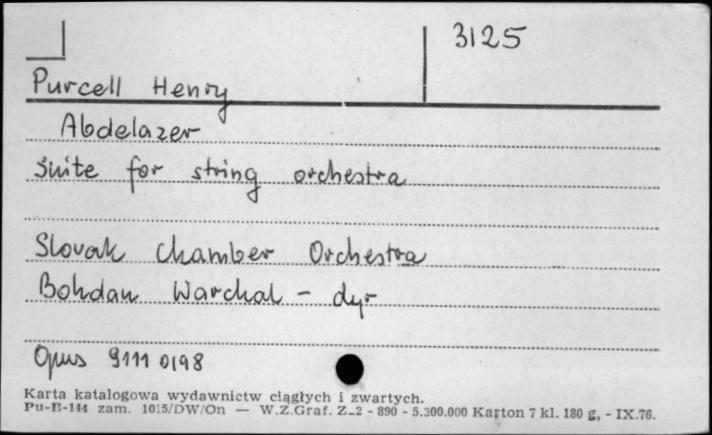 3125
Purcell Henry
Abdelazer
Suite for string orchestra
Slovak Chamber Orchestra
Bohdan Warchal - dyr
Opus 9111 0198
Karta katalogowa wydawnictw ciągłych i zwartych.
Pu-B-144 zam. 1015/DW/On — W.Z.Graf. Z-2 - 890 - 5.300.000 Karton 7 kl. 180 g, - IX.76.